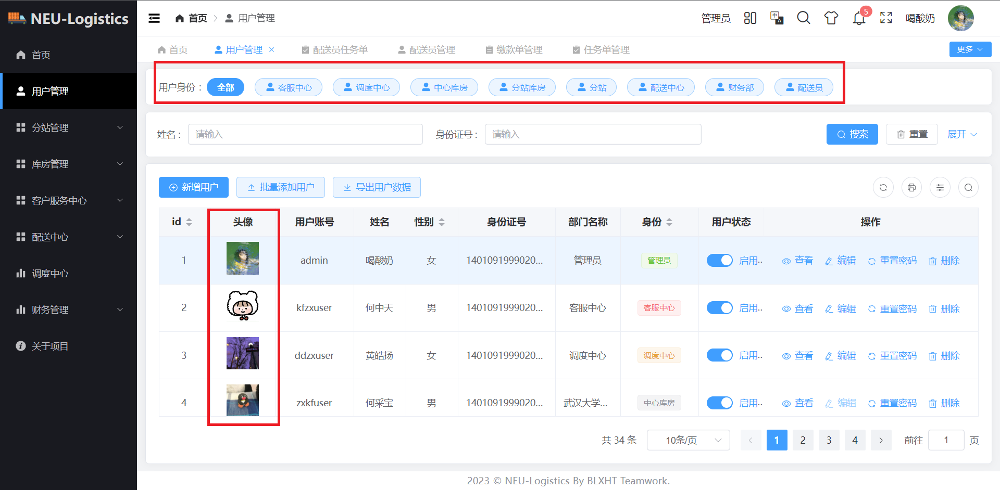 NEU-Logistics
首页
用户管理
分站管理
库房管理
客户服务中心
配送中心
调度中心
财务管理
关于项目
首页 用户管理 管理员 5 喝酸奶
首页 用户管理 配送员任务单 配送员管理 缴款单管理 任务单管理 更多
用户身份： 全部 客服中心 调度中心 中心库房 分站库房 分站 配送中心 财务部 配送员
姓名： 请输入 身份证号： 请输入 搜索 重置 展开
新增用户 批量添加用户 导出用户数据
id 头像 用户账号 姓名 性别 身份证号 部门名称 身份 用户状态 操作
1 admin 喝酸奶 女 1401091999020... 管理员 管理员 启用.. 查看 编辑 重置密码 删除
2 kfzxuser 何中天 男 1401091999020... 客服中心 客服中心 启用.. 查看 编辑 重置密码 删除
3 ddzxuser 黄皓扬 女 1401091999020... 调度中心 调度中心 启用.. 查看 编辑 重置密码 删除
4 zxkfuser 何采宝 男 1401091999020... 武汉大学... 中心库房 启用.. 查看 编辑 重置密码 删除
共 34 条 10条/页 1 2 3 4 前往 1 页
2023 © NEU-Logistics By BLXHT Teamwork.